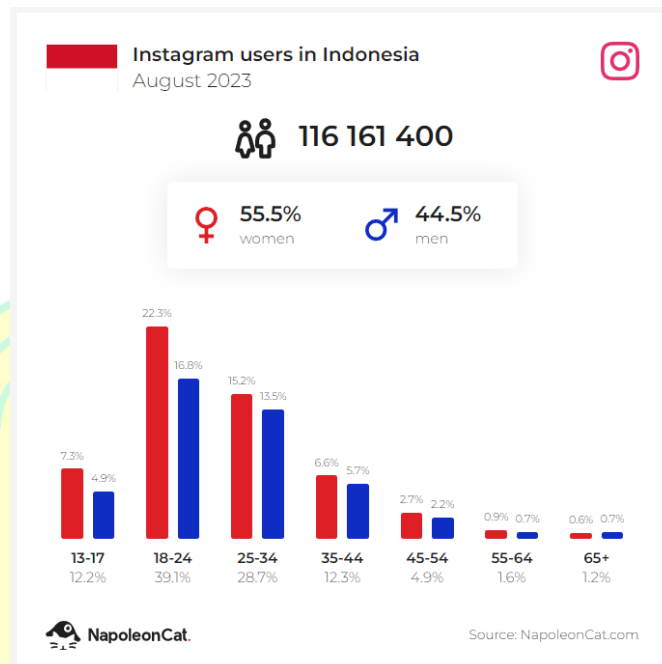 Instagram users in Indonesia
August 2023
116 161 400
55.5%
women
44.5%
men
22.3%
16.8%
15.2%
13.5%
7.3%
4.9%
6.6%
5.7%
2.7%
2.2%
0.9%
0.7%
0.6%
0.7%
13-17 18-24 25-34 35-44 45-54 55-64 65+
12.2% 39.1% 28.7% 12.3% 4.9% 1.6% 1.2%
NapoleonCat.
Source: NapoleonCat.com